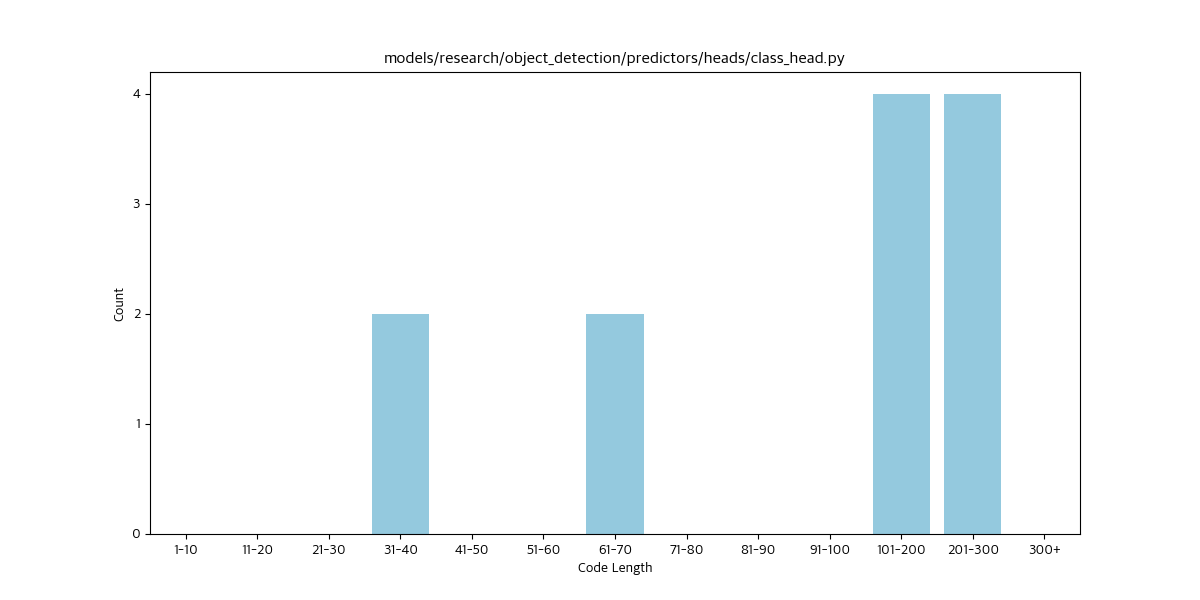 models/research/object_detection/predictors/heads/class_head.py
4
3
2
1
0
Count
1-10 11-20 21-30 31-40 41-50 51-60 61-70 71-80 81-90 91-100 101-200 201-300 300+
Code Length